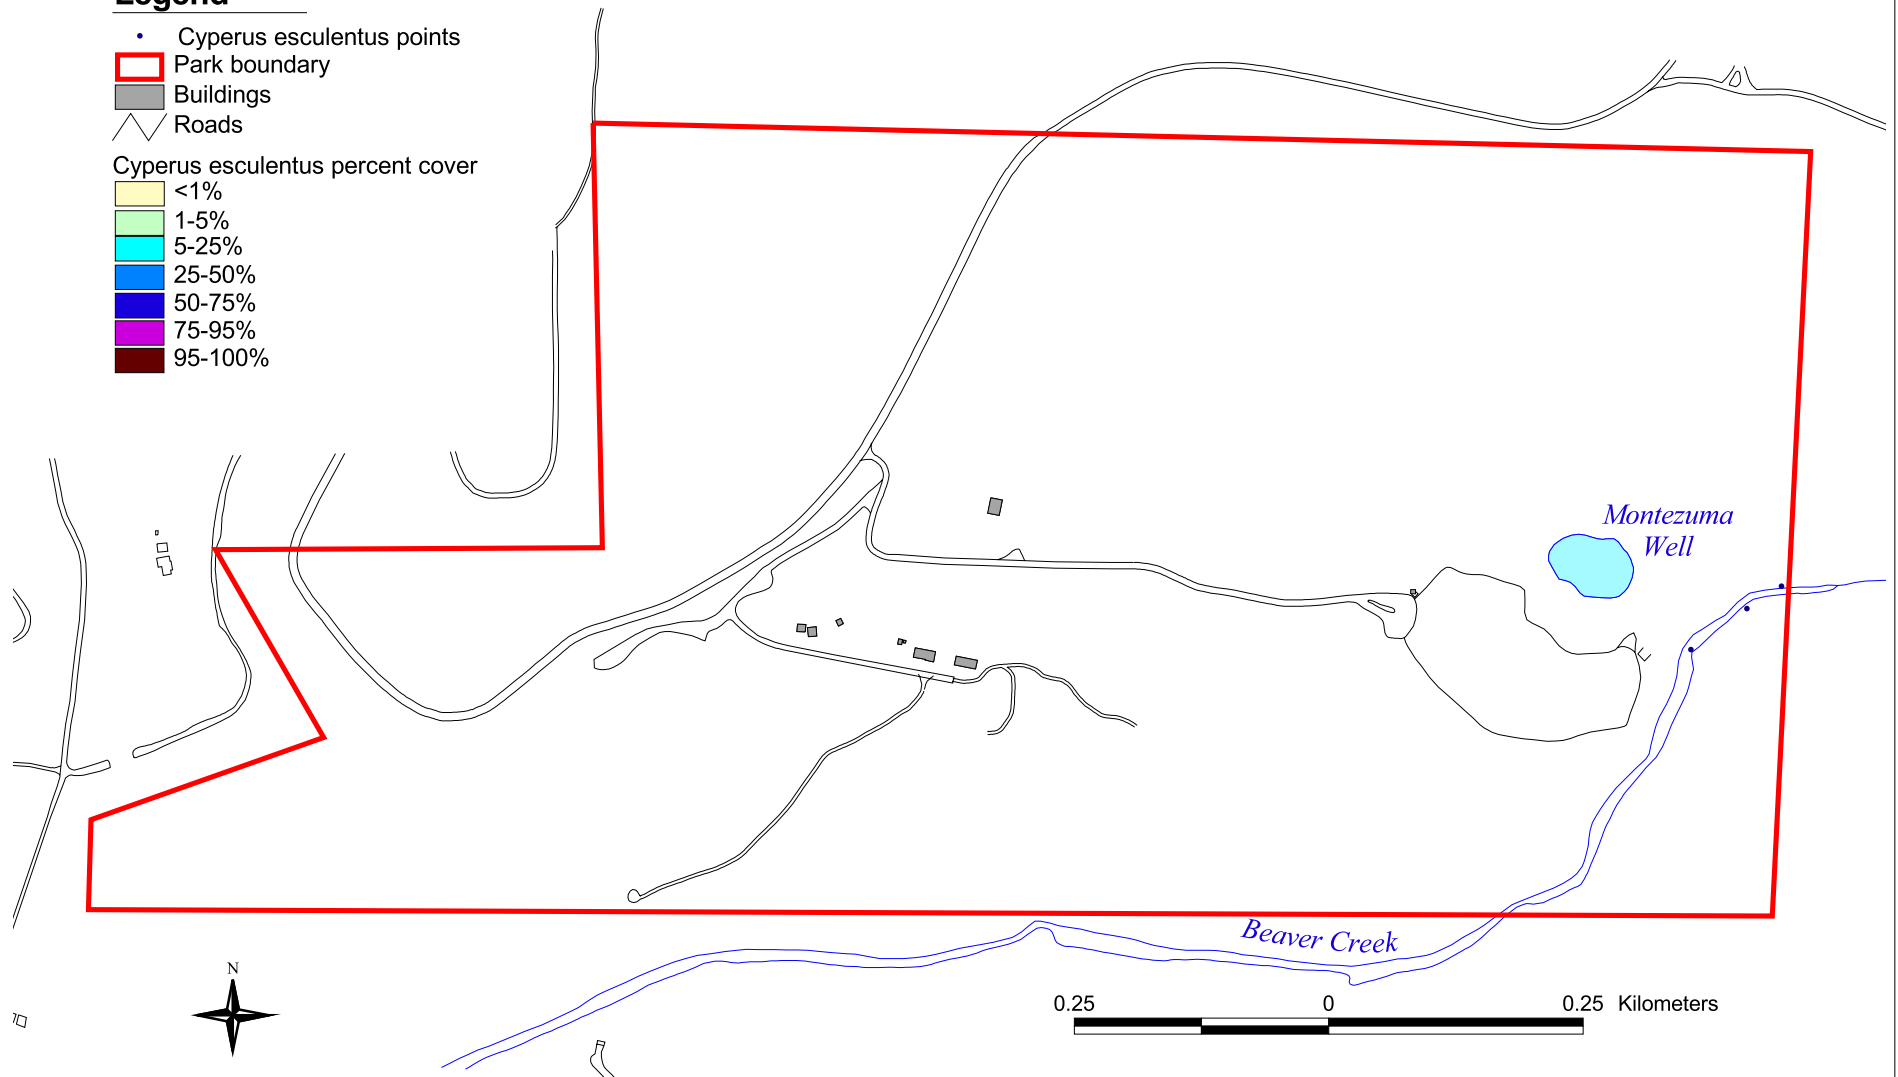 Legend
Cyperus esculentus points
Park boundary
Buildings
Roads
Cyperus esculentus percent cover
<1%
1-5%
5-25%
25-50%
50-75%
75-95%
95-100%
Montezuma
Well
Beaver Creek
N
0.25 0 0.25 Kilometers